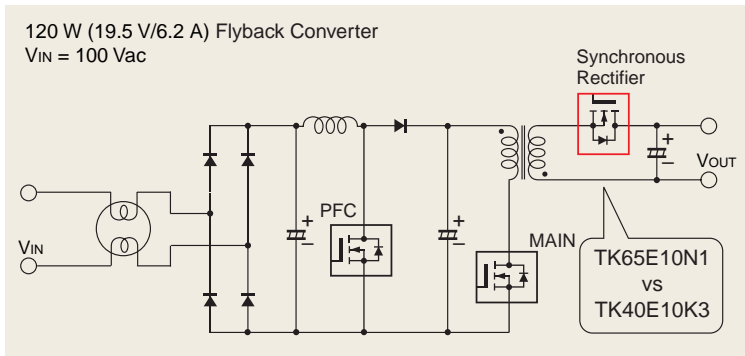 120 W (19.5 V/6.2 A) Flyback Converter
VIN = 100 Vac
Synchronous
Rectifier
VOUT
PFC
MAIN
VIN
TK65E10N1
vs
TK40E10K3